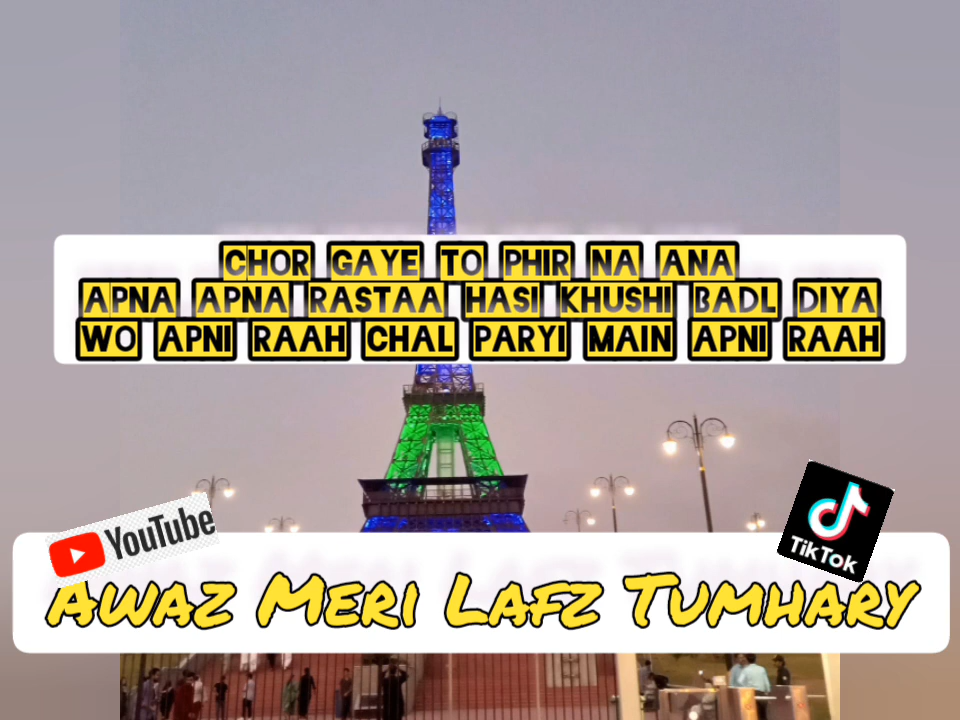 CHOR GAYE TO PHIR NA ANA
APNA APNA RASTAA HASI KHUSHI BADL DIYA
WO APNI RAAH CHAL PARYI MAIN APNI RAAH
YouTube
TikTok
AWAZ MERI LAFZ TUMHARY